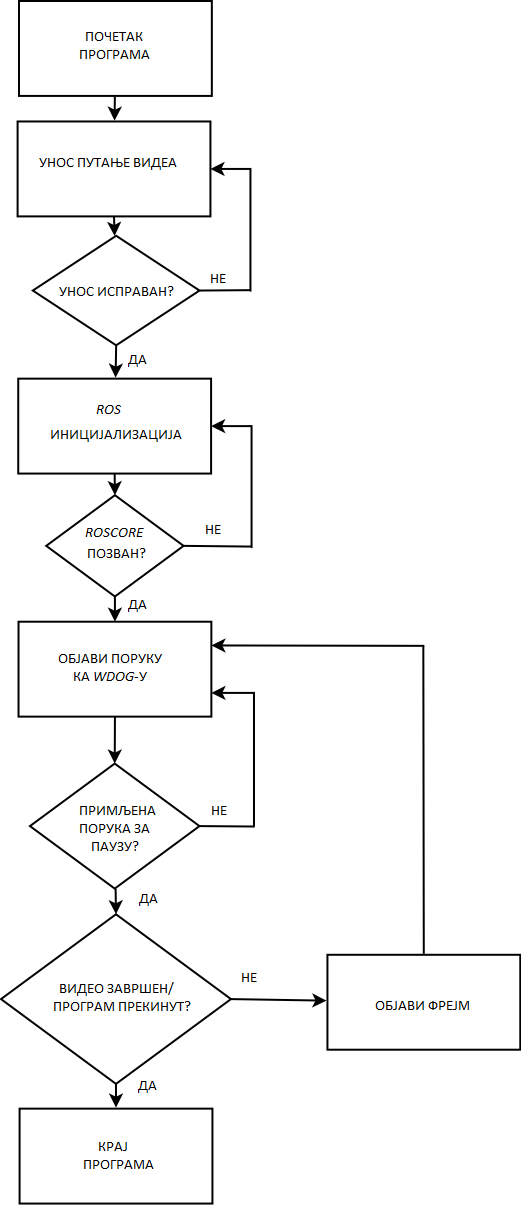 ПОЧЕТАК
ПРОГРАМА
УНОС ПУТАЊЕ ВИДЕА
УНОС ИСПРАВАН?
НЕ
ДА
ROS
ИНИЦИЈАЛИЗАЦИЈА
ROSCORE
ПОЗВАН?
НЕ
ДА
ОБЈАВИ ПОРУКУ
КА WDOG-У
ПРИМЉЕНА
ПОРУКА ЗА
ПАУЗУ?
НЕ
ДА
ВИДЕО ЗАВРШЕН/
ПРОГРАМ ПРЕКИНУТ?
НЕ
ОБЈАВИ ФРЕЈМ
ДА
КРАЈ
ПРОГРАМА